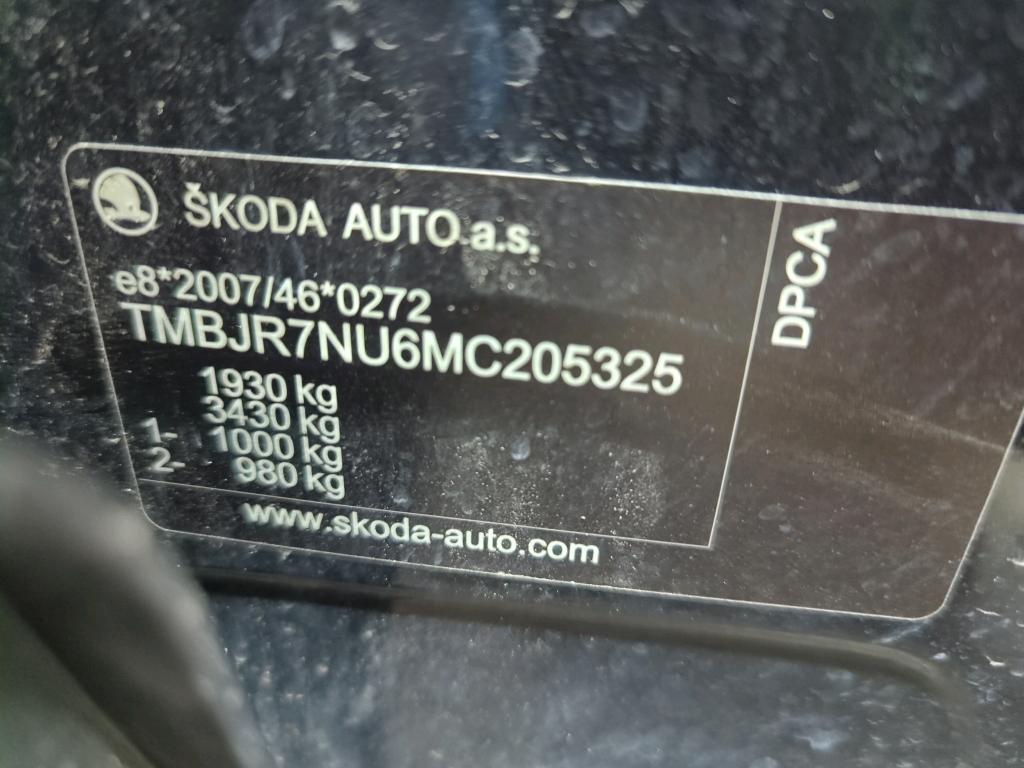 ŠKODA AUTO a.s.
e8*2007/46*0272
TMBJR7NU6MC205325
1930 kg
3430 kg
1- 1000 kg
2- 980 kg
www.skoda-auto.com
DPCA